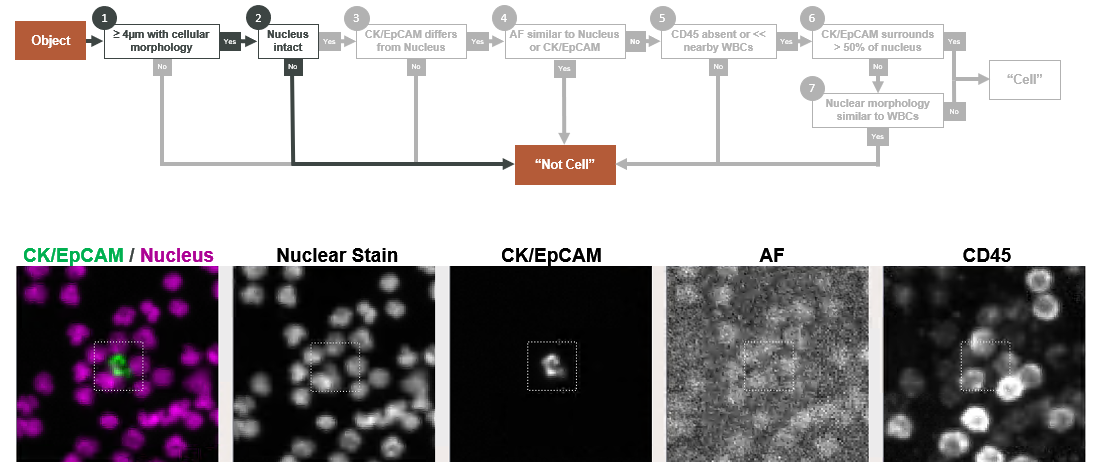 1
2
3
4
5
6
Object
≥ 4μm with cellular
morphology
Yes
No
Nucleus
intact
Yes
No
CK/EpCAM differs
from Nucleus
Yes
No
AF similar to Nucleus
or CK/EpCAM
No
Yes
CD45 absent or <<
nearby WBCs
Yes
No
CK/EpCAM surrounds
> 50% of nucleus
Yes
No
"Cell"
7
Nuclear morphology
similar to WBCs
No
Yes
"Not Cell"
CK/EpCAM / Nucleus
Nuclear Stain
CK/EpCAM
AF
CD45